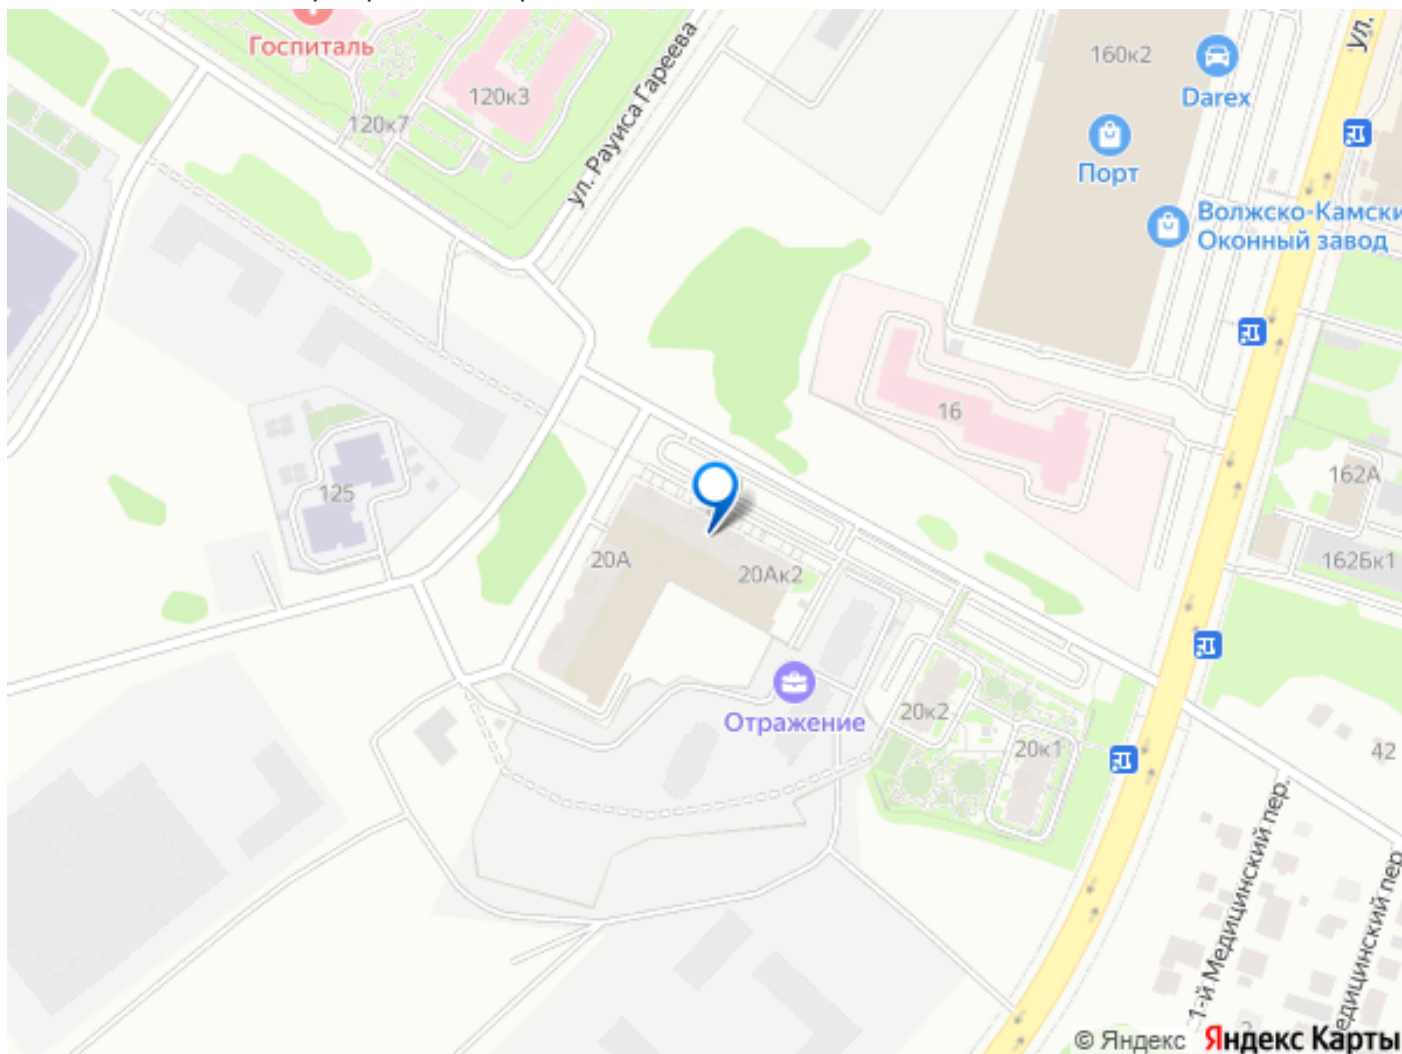 Госпиталь
120к3
120к7
ул. Рауиса Гареева
160к2
Darex
Порт
Волжско-Камски
Оконный завод
ул.
16
162А
162Бк1
125
20А
20Ак2
Отражение
20к2
20к1
42
1-й Медицинский пер.
едицинский пер
2
© Яндекс Яндекс Карты